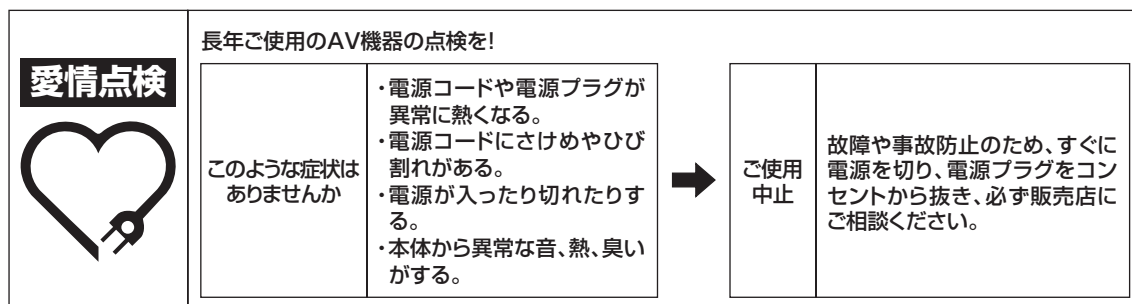 愛情点検
長年ご使用のAV機器の点検を!
このような症状は
ありませんか
・電源コードや電源プラグが
異常に熱くなる。
・電源コードにさけめやひび
割れがある。
・電源が入ったり切れたりす
る。
・本体から異常な音、熱、臭い
がする。
ご使用
中止
故障や事故防止のため、すぐに
電源を切り、電源プラグをコン
セントから抜き、必ず販売店に
ご相談ください。